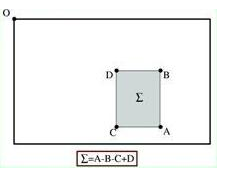 O
D B
Σ
C A
Σ=A-B-C+D